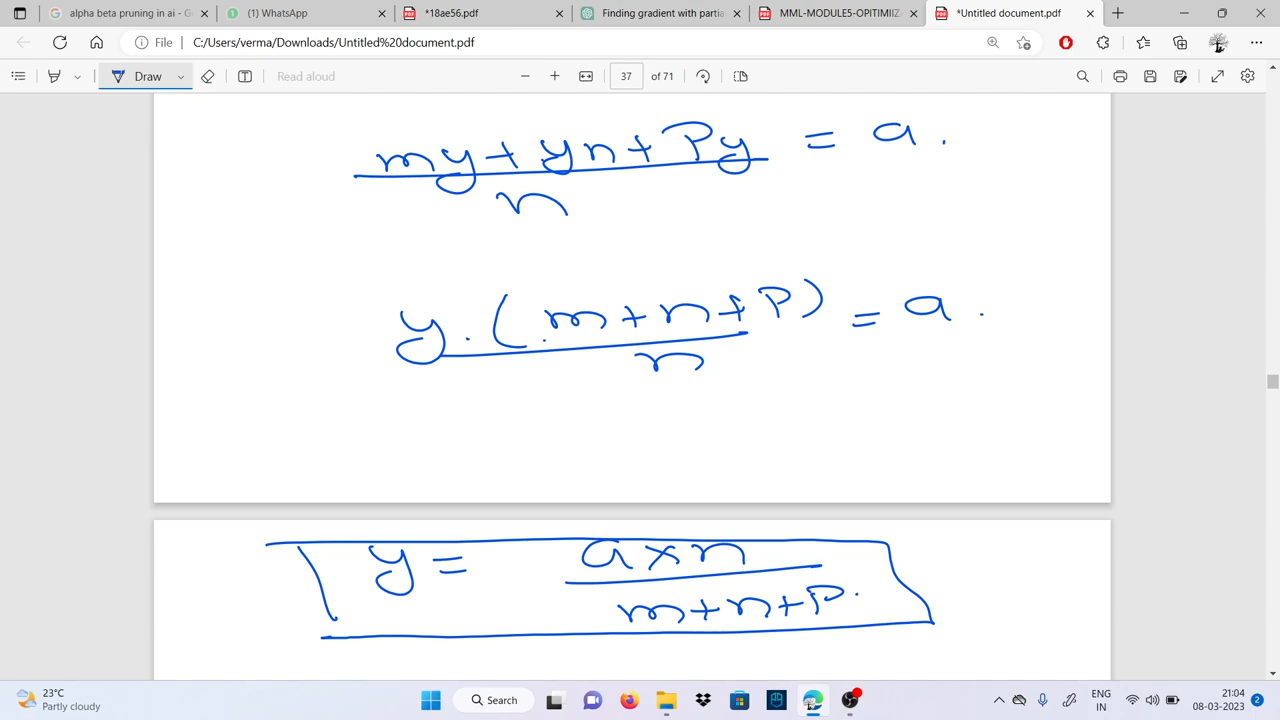 alpha beta pruning in ai - G
(1) WhatsApp
*18ae56.pdf
Finding gradient with partia
MML-MODULE5-OPITIMIZA
*Untitled document.pdf
File
C:/Users/verma/Downloads/Untitled%20document.pdf
Draw
Read aloud
37 of 71
my + yn + Py = a.
n
y. (m + n + P) = a.
n
y = a × n
m + n + P.
23°C
Partly cloudy
Search
ENG
IN
21:04
08-03-2023
2